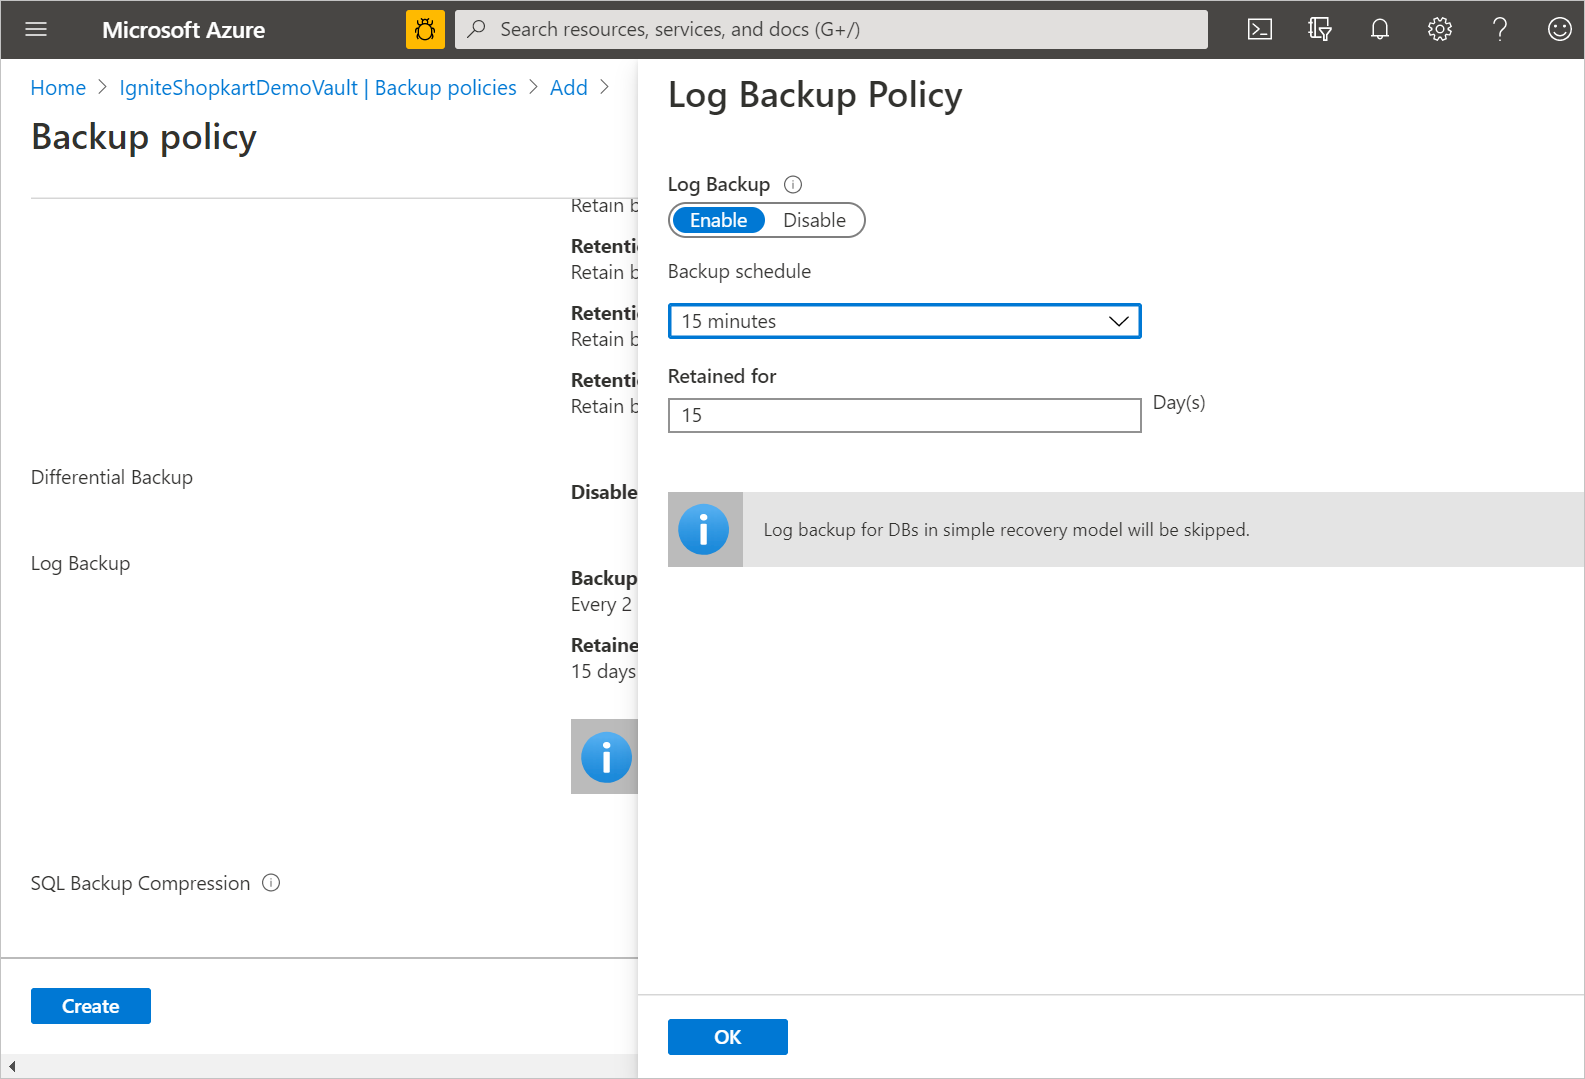 Microsoft Azure
Search resources, services, and docs (G+/)
Home > IgniteShopkartDemoVault | Backup policies > Add >
Backup policy
Retain b
Retenti
Retain b
Retenti
Retain b
Retenti
Retain b
Differential Backup
Disable
Log Backup
Backup
Every 2
Retaine
15 days
SQL Backup Compression
Create
Log Backup Policy
Log Backup
Enable Disable
Backup schedule
15 minutes
Retained for
15 Day(s)
Log backup for DBs in simple recovery model will be skipped.
OK